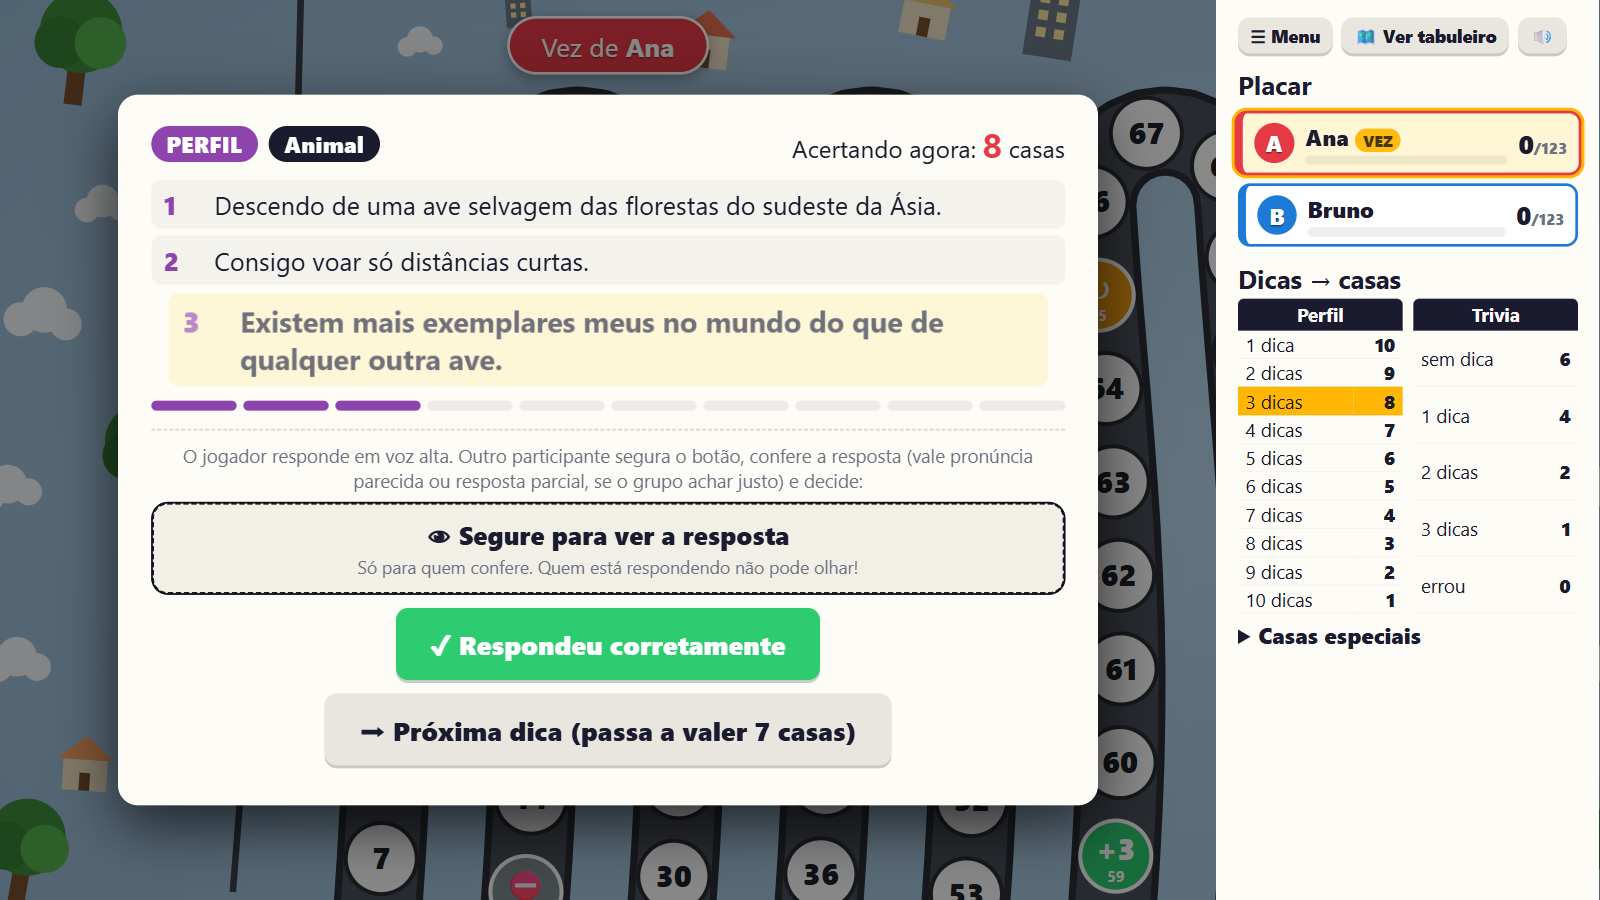 Vez de Ana
☰ Menu
Ver tabuleiro
Placar
A
Ana VEZ
0/123
B
Bruno
0/123
Dicas → casas
Perfil
1 dica 10
2 dicas 9
3 dicas 8
4 dicas 7
5 dicas 6
6 dicas 5
7 dicas 4
8 dicas 3
9 dicas 2
10 dicas 1
Trivia
sem dica 6
1 dica 4
2 dicas 2
3 dicas 1
errou 0
▶ Casas especiais
PERFIL Animal
Acertando agora: 8 casas
1 Descendo de uma ave selvagem das florestas do sudeste da Ásia.
2 Consigo voar só distâncias curtas.
3 Existem mais exemplares meus no mundo do que de
qualquer outra ave.
O jogador responde em voz alta. Outro participante segura o botão, confere a resposta (vale pronúncia
parecida ou resposta parcial, se o grupo achar justo) e decide:
Segure para ver a resposta
Só para quem confere. Quem está respondendo não pode olhar!
✓ Respondeu corretamente
→ Próxima dica (passa a valer 7 casas)
67
63
62
61
60
+3
59
7
30
36
53